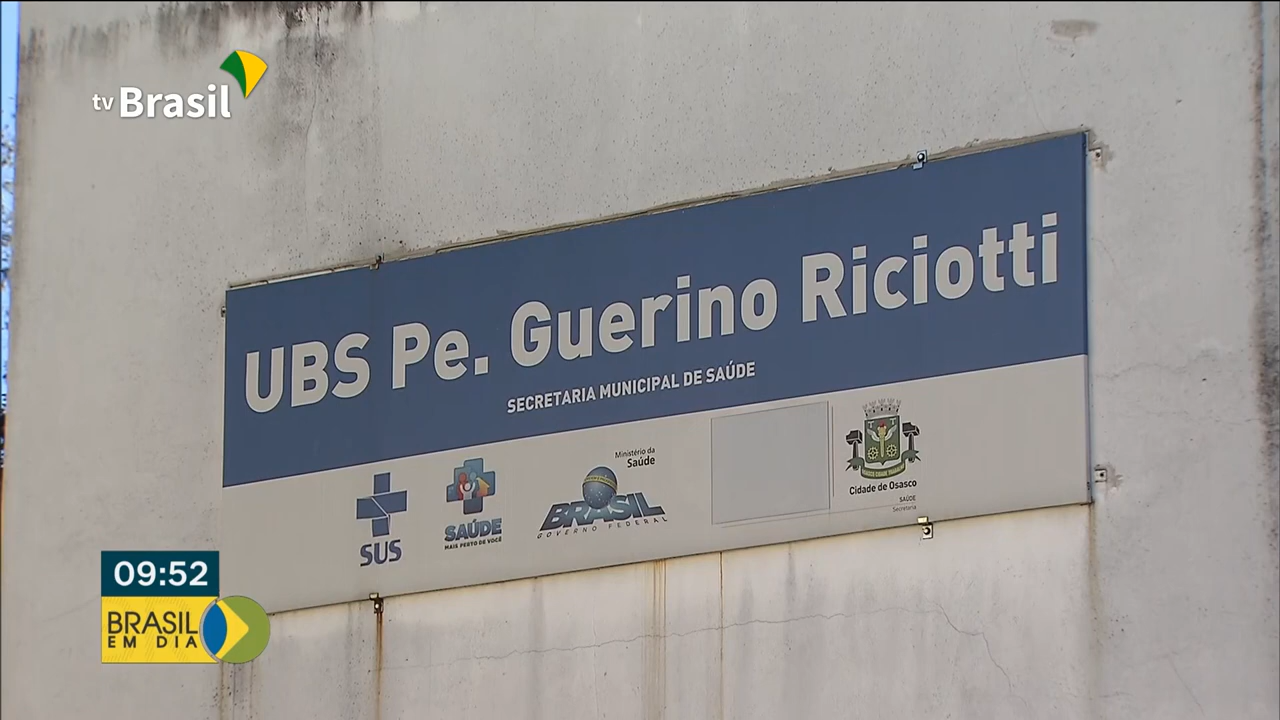 tv Brasil
UBS Pe. Guerino Riciotti
SECRETARIA MUNICIPAL DE SAÚDE
SUS
SAÚDE
MAIS PERTO DE VOCÊ
Ministério da
Saúde
BRASIL
GOVERNO FEDERAL
Cidade de Osasco
SAÚDE
Secretaria
09:52
BRASIL
EM DIA